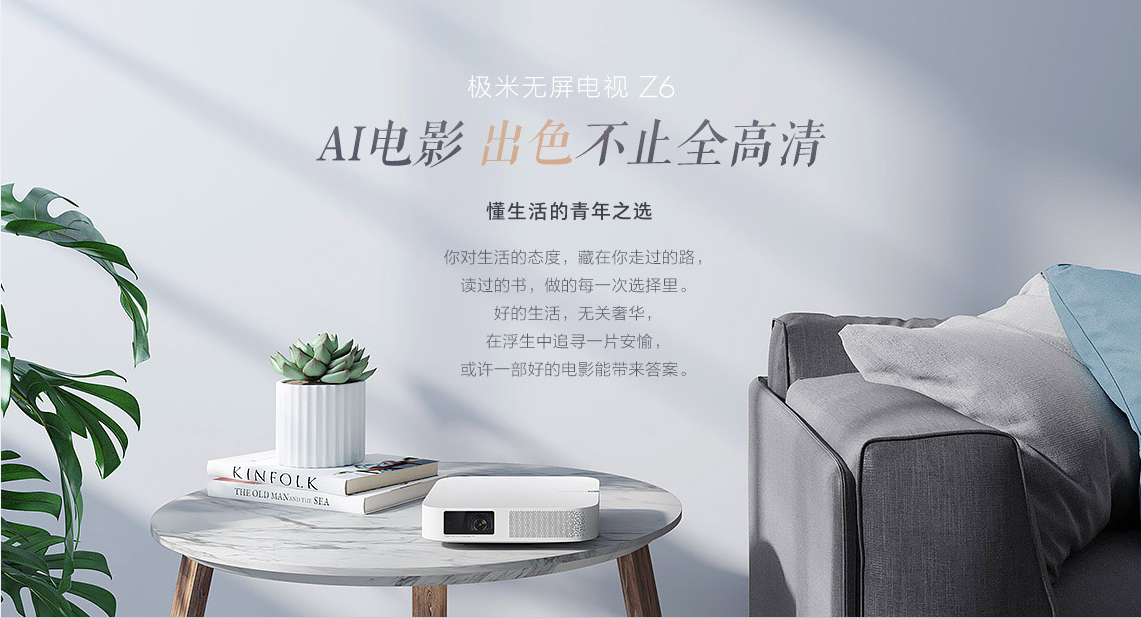 极米无屏电视 Z6
AI电影 出色不止全高清
懂生活的青年之选
你对生活的态度，藏在你走过的路，
读过的书，做的每一次选择里。
好的生活，无关奢华，
在浮生中追寻一片安愉，
或许一部好的电影能带来答案。
KINFOLK
THE OLD MAN AND THE SEA